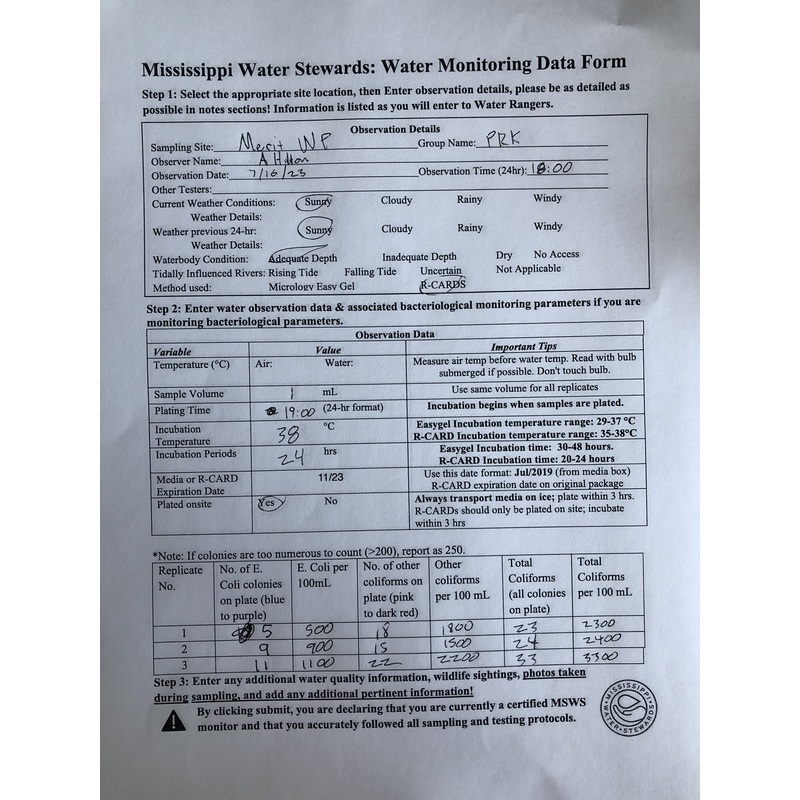 Mississippi Water Stewards: Water Monitoring Data Form
Step 1: Select the appropriate site location, then Enter observation details, please be as detailed as
possible in notes sections! Information is listed as you will enter to Water Rangers.
Observation Details
Sampling Site: Merit WP Group Name: PRK
Observer Name: A Hilton
Observation Date: 7/16/23 Observation Time (24hr): 18:00
Other Testers:
Current Weather Conditions: Sunny Cloudy Rainy Windy
Weather Details:
Weather previous 24-hr: Sunny Cloudy Rainy Windy
Weather Details:
Waterbody Condition: Adequate Depth Inadequate Depth Dry No Access
Tidally Influenced Rivers: Rising Tide Falling Tide Uncertain Not Applicable
Method used: Micrology Easy Gel R-CARDS
Step 2: Enter water observation data & associated bacteriological monitoring parameters if you are
monitoring bacteriological parameters.
Observation Data
Variable Value Important Tips
Temperature (°C) Air: Water: Measure air temp before water temp. Read with bulb
submerged if possible. Don't touch bulb.
Sample Volume 1 mL Use same volume for all replicates
Plating Time 19:00 (24-hr format) Incubation begins when samples are plated.
Incubation 38 °C Easygel Incubation temperature range: 29-37 °C
Temperature R-CARD Incubation temperature range: 35-38°C
Incubation Periods 24 hrs Easygel Incubation time: 30-48 hours.
R-CARD Incubation time: 20-24 hours
Media or R-CARD 11/23 Use this date format: Jul/2019 (from media box)
Expiration Date R-CARD expiration date on original package
Plated onsite Yes No Always transport media on ice; plate within 3 hrs.
R-CARDs should only be plated on site; incubate
within 3 hrs
*Note: If colonies are too numerous to count (>200), report as 250.
Replicate No. of E. E. Coli per No. of other Other Total Total
No. Coli colonies 100mL coliforms on coliforms Coliforms Coliforms
on plate (blue plate (pink per 100 mL (all colonies per 100 mL
to purple) to dark red) on plate)
1 5 500 18 1800 23 2300
2 9 900 15 1500 24 2400
3 11 1100 22 2200 33 3300
Step 3: Enter any additional water quality information, wildlife sightings, photos taken
during sampling, and add any additional pertinent information!
By clicking submit, you are declaring that you are currently a certified MSWS
monitor and that you accurately followed all sampling and testing protocols.
MISSISSIPPI WATER STEWARDS